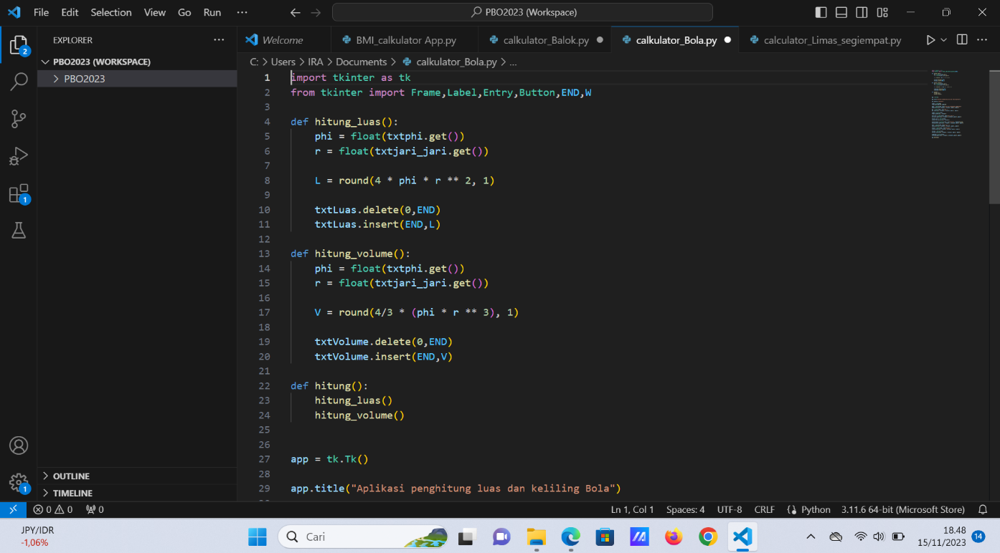 File Edit Selection View Go Run ... PBO2023 (Workspace)
EXPLORER ...
2
PBO2023 (WORKSPACE)
PBO2023
1
OUTLINE
TIMELINE
1
Welcome BMI_calkulator App.py calkulator_Balok.py calkulator_Bola.py calculator_Limas_segiempat.py ...
C: > Users > IRA > Documents > calkulator_Bola.py > ...
1 import tkinter as tk
2 from tkinter import Frame,Label,Entry,Button,END,W
3
4 def hitung_luas():
5 phi = float(txtphi.get())
6 r = float(txtjari_jari.get())
7
8 L = round(4 * phi * r ** 2, 1)
9
10 txtLuas.delete(0,END)
11 txtLuas.insert(END,L)
12
13 def hitung_volume():
14 phi = float(txtphi.get())
15 r = float(txtjari_jari.get())
16
17 V = round(4/3 * (phi * r ** 3), 1)
18
19 txtVolume.delete(0,END)
20 txtVolume.insert(END,V)
21
22 def hitung():
23 hitung_luas()
24 hitung_volume()
25
26
27 app = tk.Tk()
28
29 app.title("Aplikasi penghitung luas dan keliling Bola")
0 0 0 Ln 1, Col 1 Spaces: 4 UTF-8 CRLF Python 3.11.6 64-bit (Microsoft Store)
JPY/IDR
-1,06%
Cari
18.48
15/11/2023 14